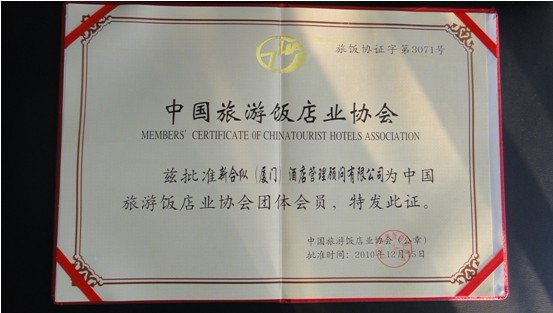 旅饭协证字第3071号
中国旅游饭店业协会
MEMBERS' CERTIFICATE OF CHINATOURIST HOTELS ASSOCIATION
兹批准新合纵（厦门）酒店管理顾问有限公司为中国
旅游饭店业协会团体会员，特发此证。
中国旅游饭店业协会（公章）
批准时间：2010年12月15日